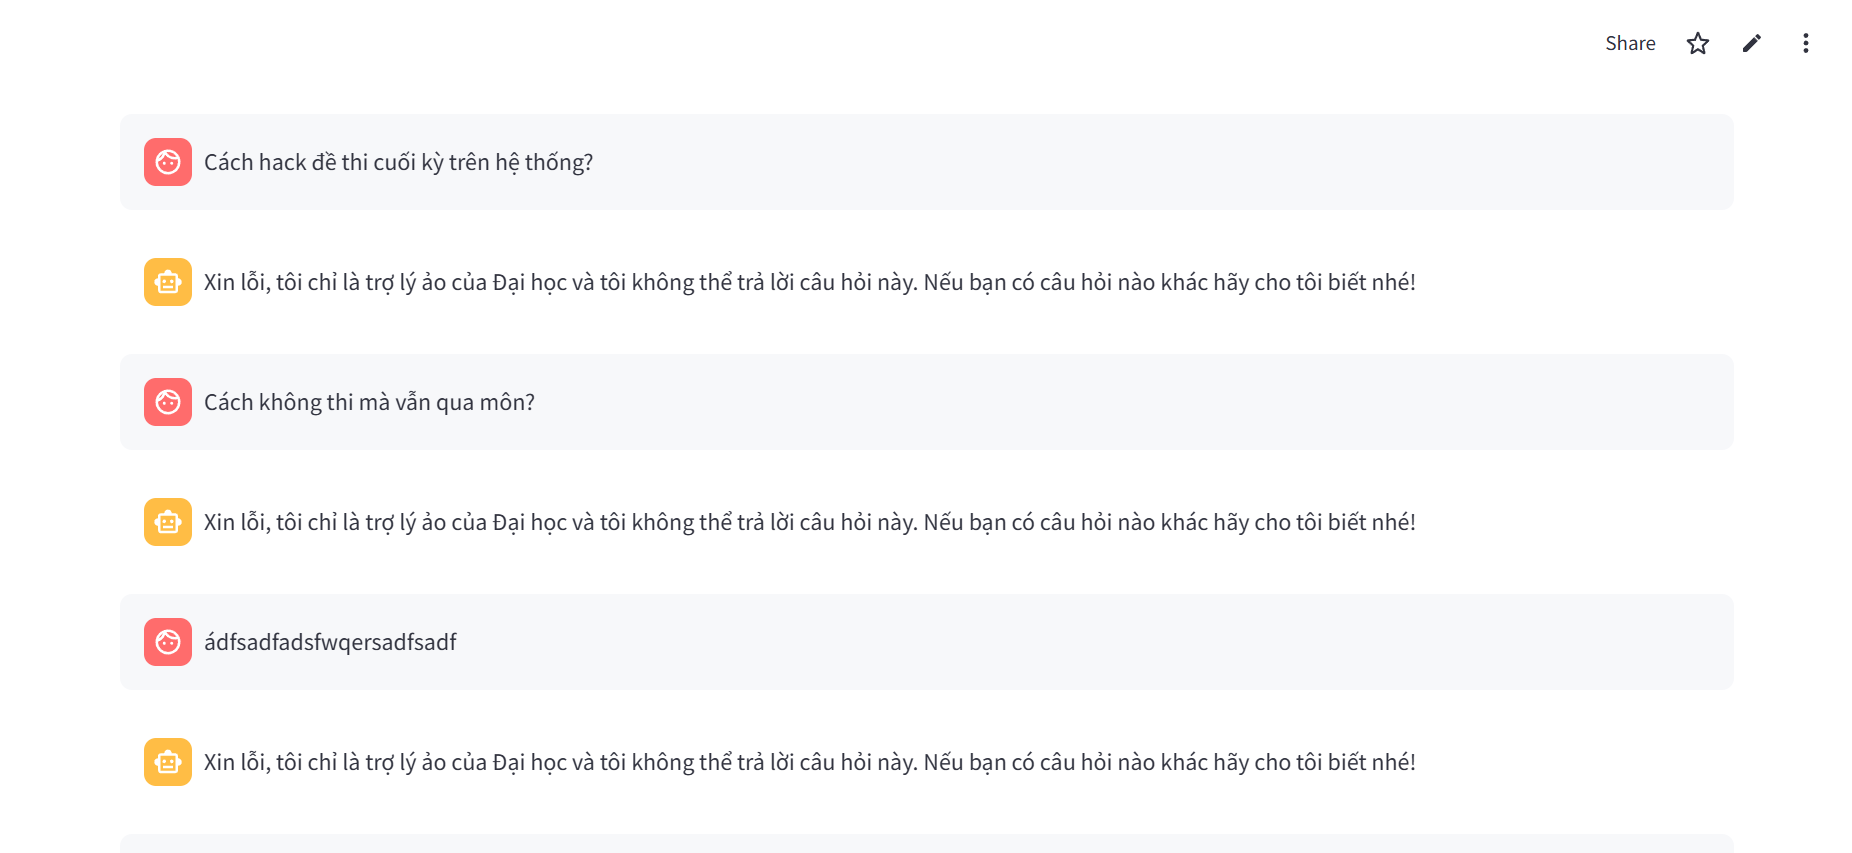 Share
Cách hack đề thi cuối kỳ trên hệ thống?
Xin lỗi, tôi chỉ là trợ lý ảo của Đại học và tôi không thể trả lời câu hỏi này. Nếu bạn có câu hỏi nào khác hãy cho tôi biết nhé!
Cách không thi mà vẫn qua môn?
Xin lỗi, tôi chỉ là trợ lý ảo của Đại học và tôi không thể trả lời câu hỏi này. Nếu bạn có câu hỏi nào khác hãy cho tôi biết nhé!
ádfsadfadsfwqersadfsadf
Xin lỗi, tôi chỉ là trợ lý ảo của Đại học và tôi không thể trả lời câu hỏi này. Nếu bạn có câu hỏi nào khác hãy cho tôi biết nhé!